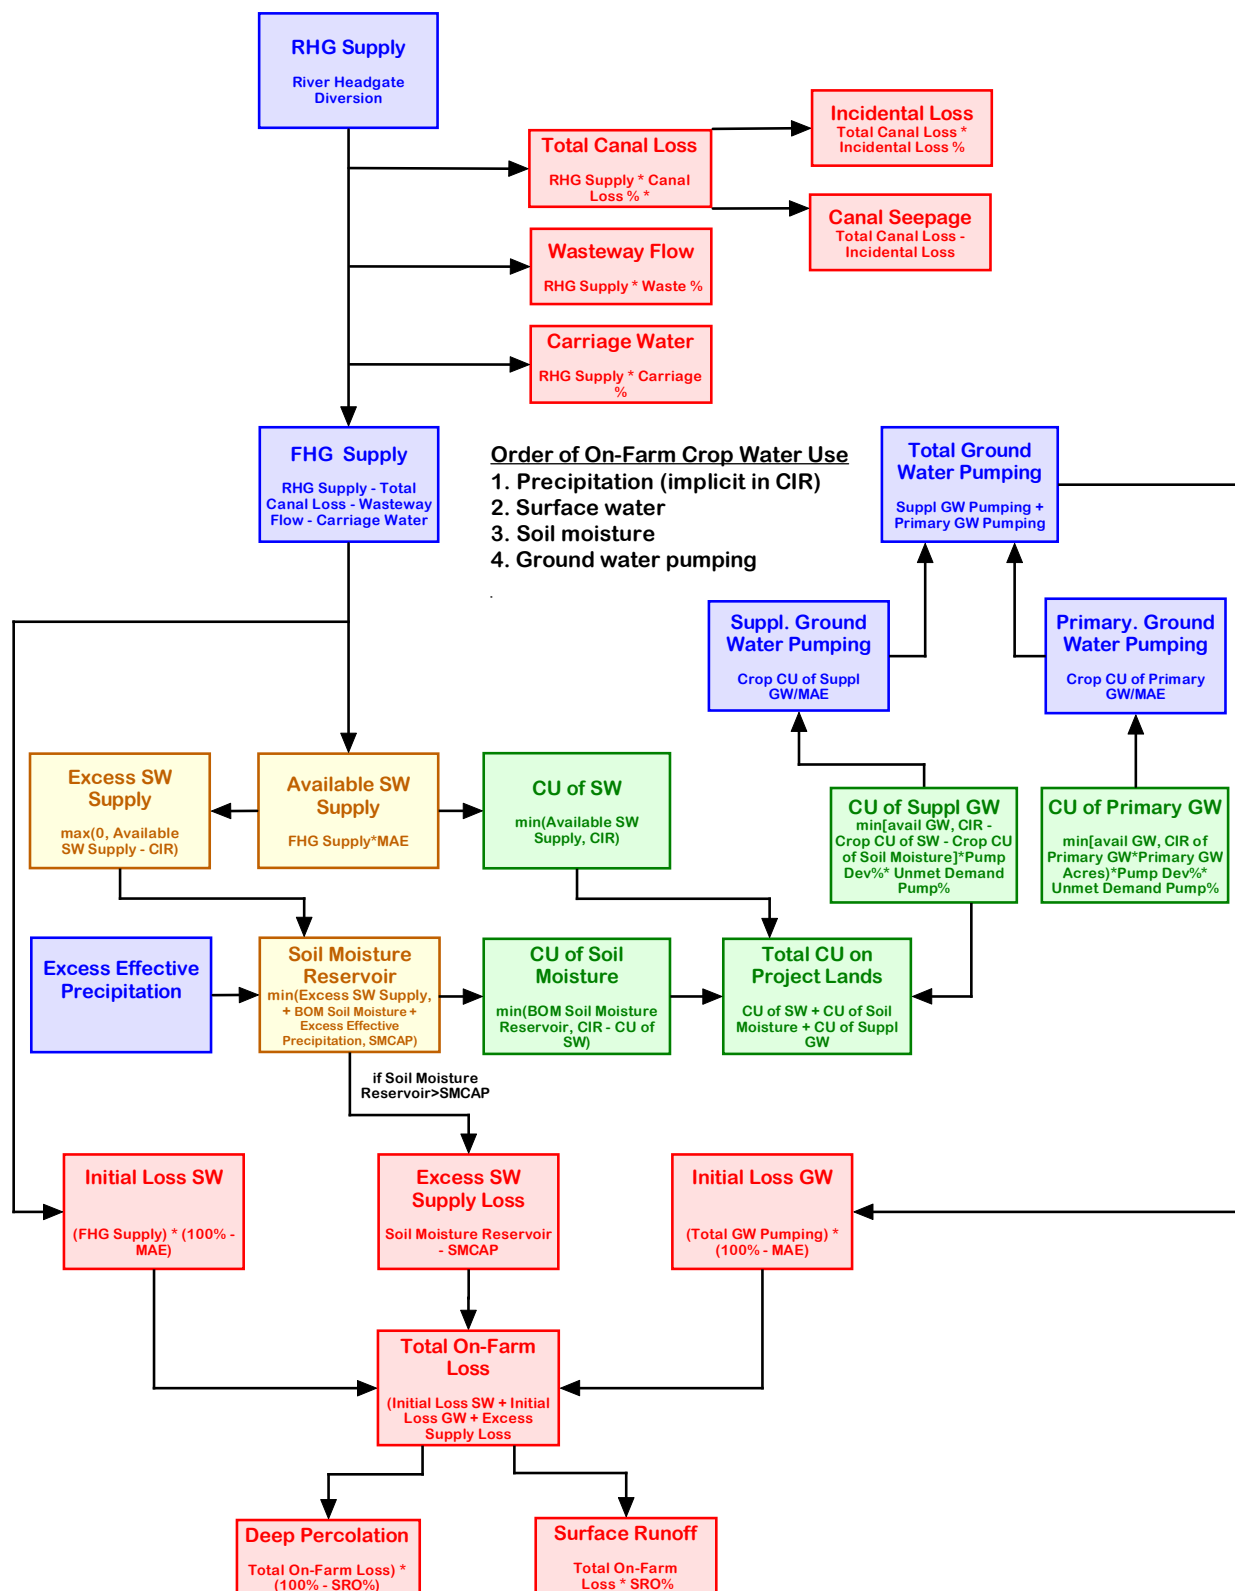 RHG Supply
River Headgate
Diversion
Total Canal Loss
RHG Supply * Canal
Loss % *
Incidental Loss
Total Canal Loss *
Incidental Loss %
Canal Seepage
Total Canal Loss -
Incidental Loss
Wasteway Flow
RHG Supply * Waste %
Carriage Water
RHG Supply * Carriage
%
FHG  Supply
RHG Supply - Total
Canal Loss - Wasteway
Flow - Carriage Water
Order of On-Farm Crop Water Use
1. Precipitation (implicit in CIR)
2. Surface water
3. Soil moisture
4. Ground water pumping
.
Total Ground
Water Pumping
Suppl GW Pumping +
Primary GW Pumping
Suppl. Ground
Water Pumping
Crop CU of Suppl
GW/MAE
Primary. Ground
Water Pumping
Crop CU of Primary
GW/MAE
Excess SW
Supply
max(0, Available
SW Supply - CIR)
Available SW
Supply
FHG Supply*MAE
CU of SW
min(Available SW
Supply, CIR)
CU of Suppl GW
min[avail GW, CIR -
Crop CU of SW - Crop CU
of Soil Moisture]*Pump
Dev%* Unmet Demand
Pump%
CU of Primary GW
min[avail GW, CIR of
Primary GW*Primary GW
Acres)*Pump Dev%*
Unmet Demand Pump%
Excess Effective
Precipitation
Soil Moisture
Reservoir
min(Excess SW Supply,
+ BOM Soil Moisture +
Excess Effective
Precipitation, SMCAP)
CU of Soil
Moisture
min(BOM Soil Moisture
Reservoir, CIR - CU of
SW)
Total CU on
Project Lands
CU of SW + CU of Soil
Moisture + CU of Suppl
GW
if Soil Moisture
Reservoir>SMCAP
Initial Loss SW
(FHG Supply) * (100% -
MAE)
Excess SW
Supply Loss
Soil Moisture Reservoir
- SMCAP
Initial Loss GW
(Total GW Pumping) *
(100% - MAE)
Total On-Farm
Loss
(Initial Loss SW + Initial
Loss GW + Excess
Supply Loss
Deep Percolation
Total On-Farm Loss) *
(100% - SRO%)
Surface Runoff
Total On-Farm
Loss * SRO%